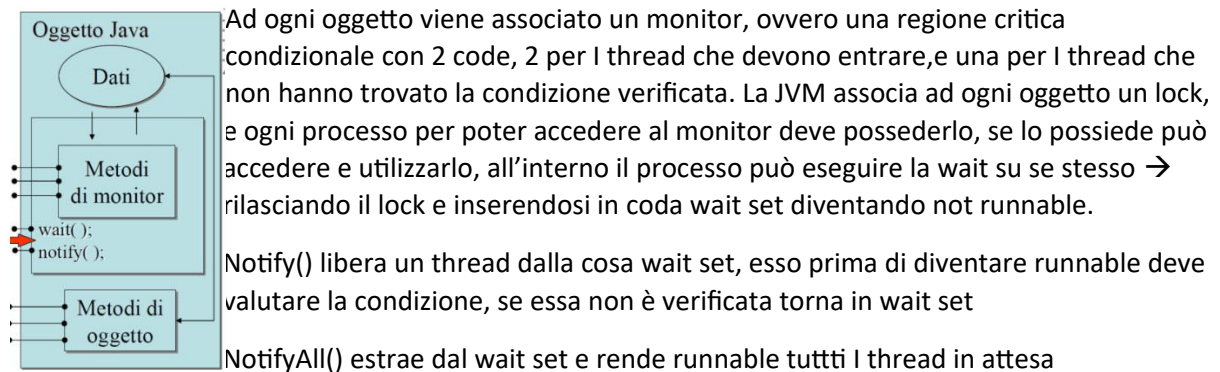 Oggetto Java
Dati
Metodi
di monitor
wait( );
notify( );
Metodi di
oggetto
Ad ogni oggetto viene associato un monitor, ovvero una regione critica
condizionale con 2 code, 2 per I thread che devono entrare,e una per I thread che
non hanno trovato la condizione verificata. La JVM associa ad ogni oggetto un lock,
e ogni processo per poter accedere al monitor deve possederlo, se lo possiede può
accedere e utilizzarlo, all’interno il processo può eseguire la wait su se stesso →
rilasciando il lock e inserendosi in coda wait set diventando not runnable.
Notify() libera un thread dalla cosa wait set, esso prima di diventare runnable deve
valutare la condizione, se essa non è verificata torna in wait set
NotifyAll() estrae dal wait set e rende runnable tuttti I thread in attesa